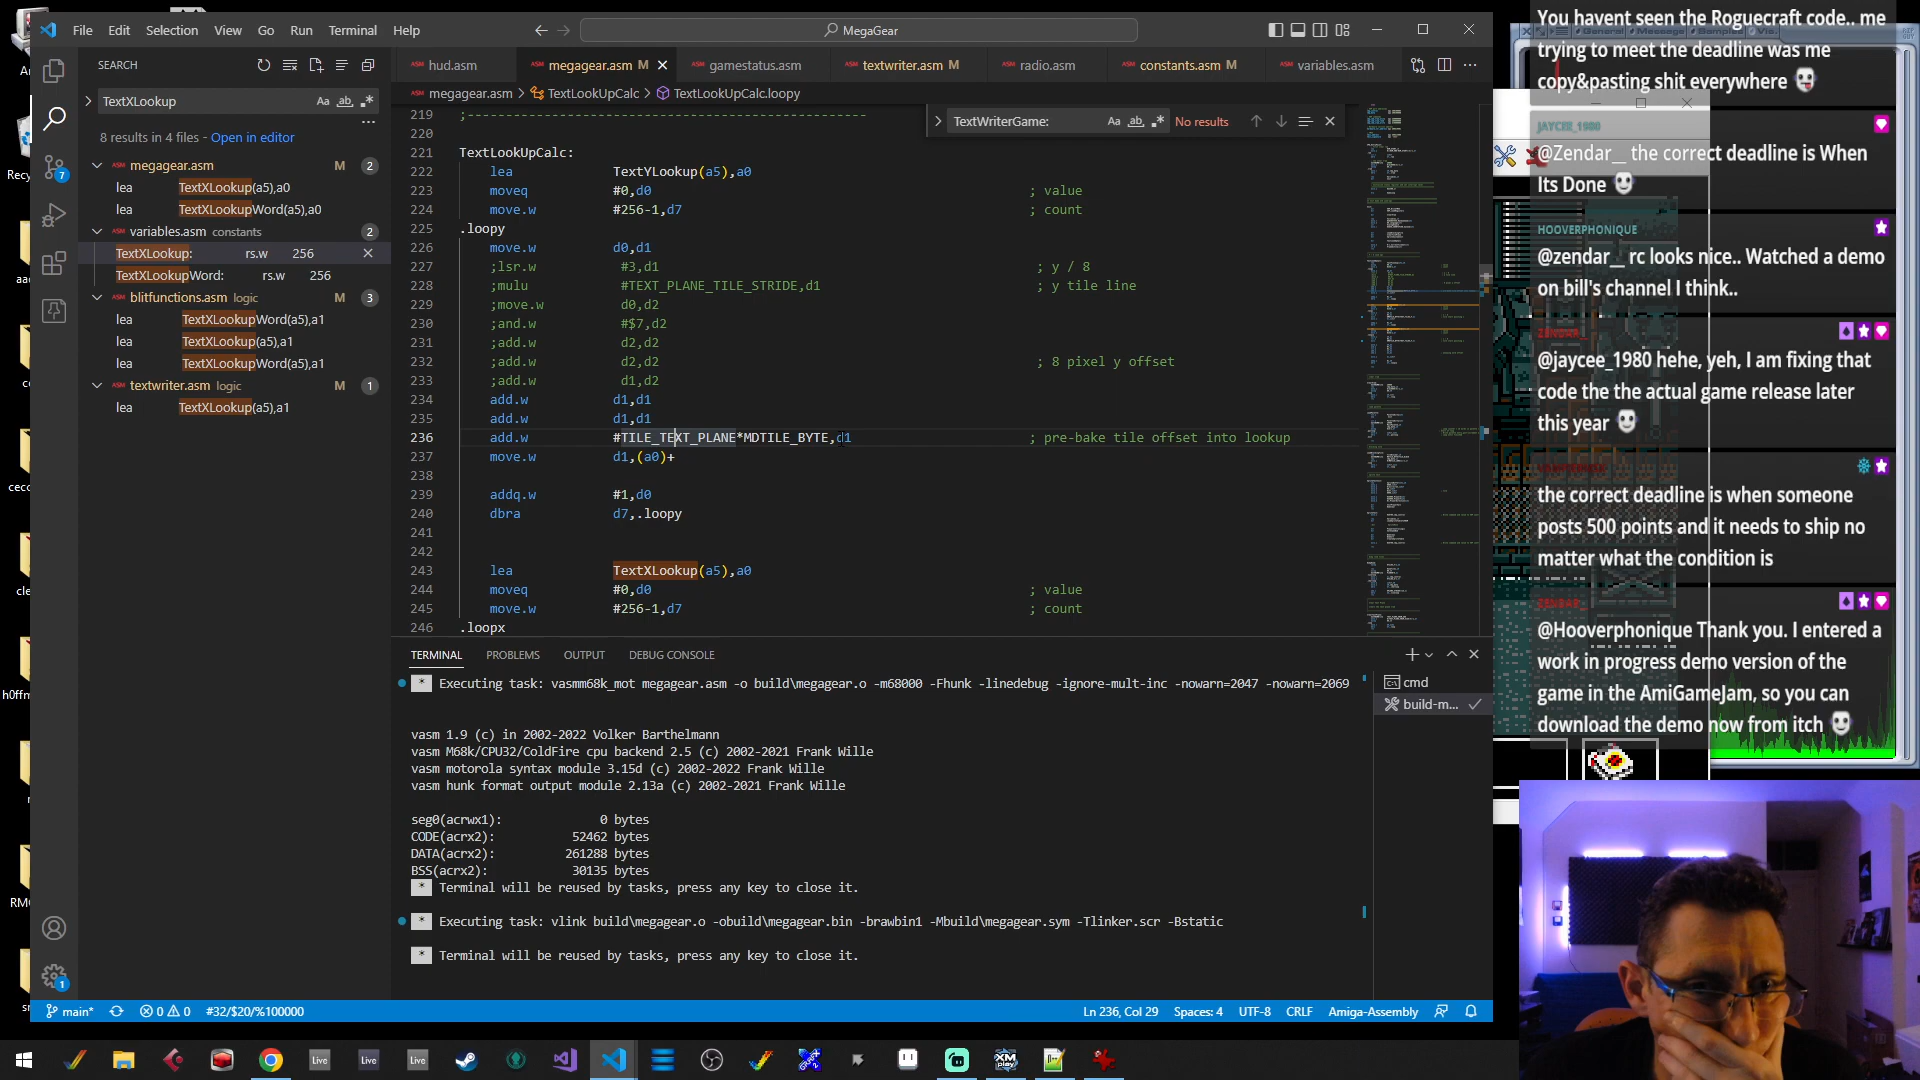 File Edit Selection View Go Run Terminal Help
MegaGear
SEARCH
TextXLookup
Aa ab
8 results in 4 files - Open in editor
megagear.asm M 2
lea TextXLookup(a5),a0
lea TextXLookupWord(a5),a0
variables.asm constants 2
TextXLookup: rs.w 256
TextXLookupWord: rs.w 256
blitfunctions.asm logic M 3
lea TextXLookupWord(a5),a1
lea TextXLookup(a5),a1
lea TextXLookupWord(a5),a1
textwriter.asm logic M 1
lea TextXLookup(a5),a1
hud.asm megagear.asm M gamestatus.asm textwriter.asm M radio.asm constants.asm M variables.asm
megagear.asm > TextLookUpCalc > TextLookUpCalc.loopy
TextWriterGame: Aa ab No results
219 ;----------------------------------------------------
220
221 TextLookUpCalc:
222 lea TextYLookup(a5),a0
223 moveq #0,d0 ; value
224 move.w #256-1,d7 ; count
225 .loopy
226 move.w d0,d1
227 ;lsr.w #3,d1 ; y / 8
228 ;mulu #TEXT_PLANE_TILE_STRIDE,d1 ; y tile line
229 ;move.w d0,d2
230 ;and.w #$7,d2
231 ;add.w d2,d2
232 ;add.w d2,d2 ; 8 pixel y offset
233 ;add.w d1,d2
234 add.w d1,d1
235 add.w d1,d1
236 add.w #TILE_TEXT_PLANE*MDTILE_BYTE,d1 ; pre-bake tile offset into lookup
237 move.w d1,(a0)+
238
239 addq.w #1,d0
240 dbra d7,.loopy
241
242
243 lea TextXLookup(a5),a0
244 moveq #0,d0 ; value
245 move.w #256-1,d7 ; count
246 .loopx
TERMINAL PROBLEMS OUTPUT DEBUG CONSOLE
* Executing task: vasmm68k_mot megagear.asm -o build\megagear.o -m68000 -Fhunk -linedebug -ignore-mult-inc -nowarn=2047 -nowarn=2069
vasm 1.9 (c) in 2002-2022 Volker Barthelmann
vasm M68k/CPU32/ColdFire cpu backend 2.5 (c) 2002-2021 Frank Wille
vasm motorola syntax module 3.15d (c) 2002-2022 Frank Wille
vasm hunk format output module 2.13a (c) 2002-2021 Frank Wille
seg0(acrwx1): 0 bytes
CODE(acrx2): 52462 bytes
DATA(acrx2): 261288 bytes
BSS(acrx2): 30135 bytes
* Terminal will be reused by tasks, press any key to close it.
* Executing task: vlink build\megagear.o -obuild\megagear.bin -brawbin1 -Mbuild\megagear.sym -Tlinker.scr -Bstatic
* Terminal will be reused by tasks, press any key to close it.
cmd
build-m...
main* 0 0 #32/$20/%100000
Ln 236, Col 29 Spaces: 4 UTF-8 CRLF Amiga-Assembly
7
1
You havent seen the Roguecraft code.. me
trying to meet the deadline was me
copy&pasting shit everywhere
JAYCEE_1980
@Zendar__ the correct deadline is When
Its Done
HOOVERPHONIQUE
@zendar__ rc looks nice.. Watched a demo
on bill's channel I think..
ZENDAR__
@jaycee_1980 hehe, yeh, I am fixing that
code the the actual game release later
this year
the correct deadline is when someone
posts 500 points and it needs to ship no
matter what the condition is
ZENDAR__
@Hooverphonique Thank you. I entered a
work in progress demo version of the
game in the AmiGameJam, so you can
download the demo now from itch
Live Live Live
XM
play